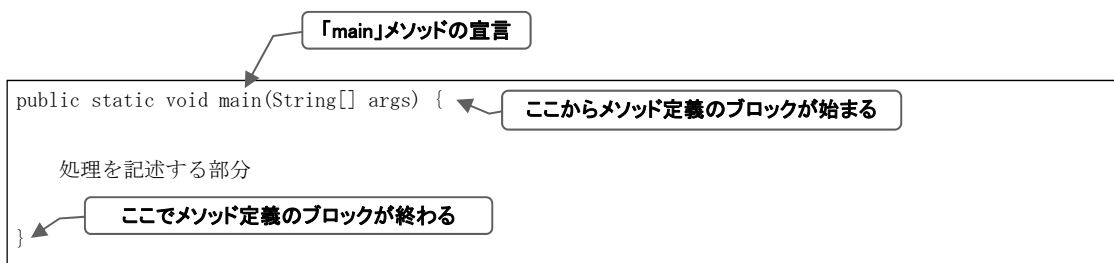 「main」メソッドの宣言
public static void main(String[] args) {
ここからメソッド定義のブロックが始まる
処理を記述する部分
ここでメソッド定義のブロックが終わる
}